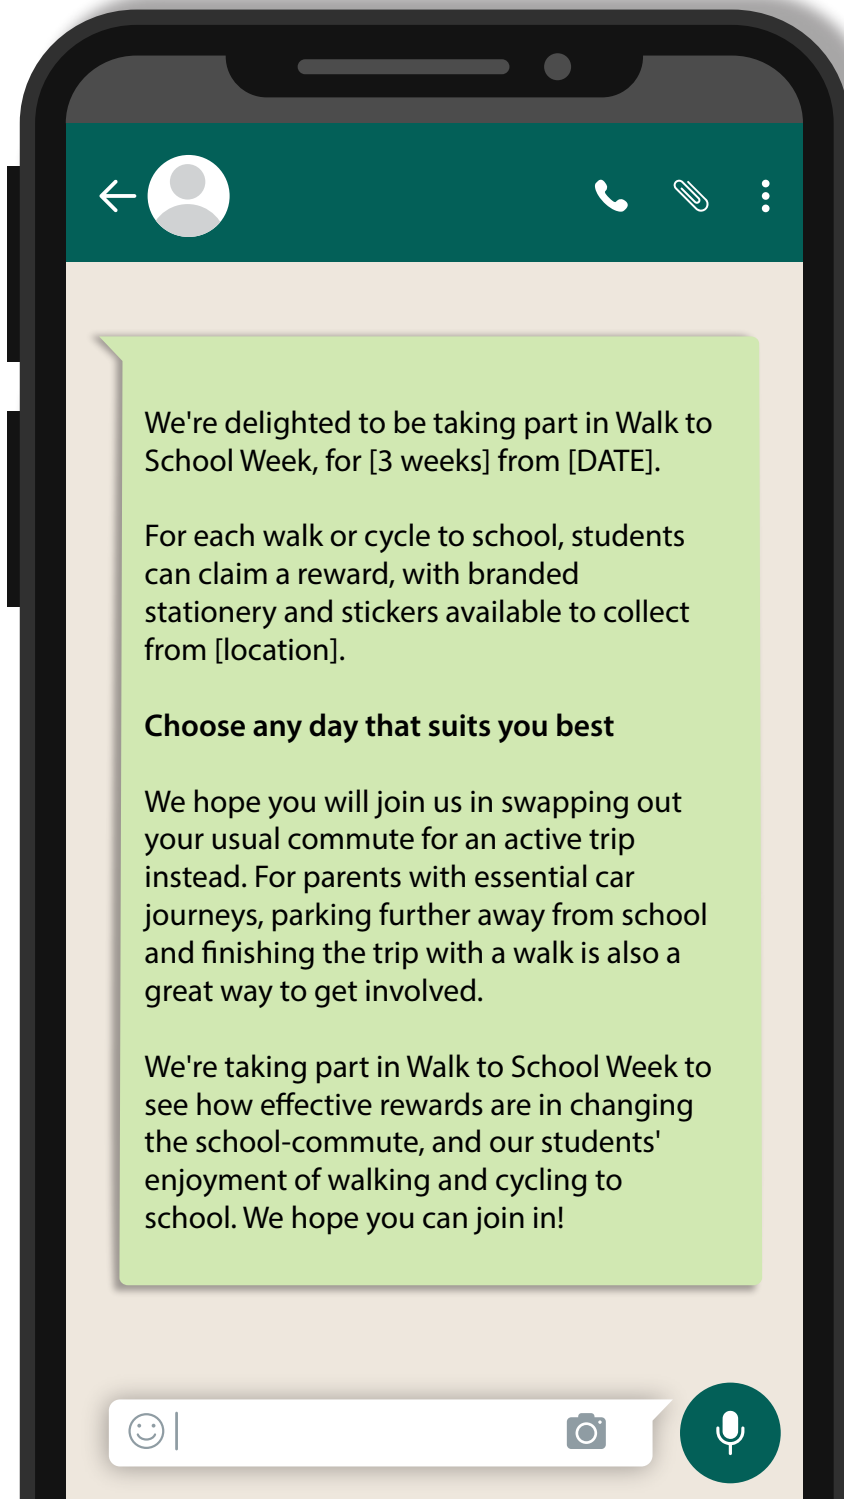 We're delighted to be taking part in Walk to
School Week, for [3 weeks] from [DATE].
For each walk or cycle to school, students
can claim a reward, with branded
stationery and stickers available to collect
from [location].
Choose any day that suits you best
We hope you will join us in swapping out
your usual commute for an active trip
instead. For parents with essential car
journeys, parking further away from school
and finishing the trip with a walk is also a
great way to get involved.
We're taking part in Walk to School Week to
see how effective rewards are in changing
the school-commute, and our students'
enjoyment of walking and cycling to
school. We hope you can join in!